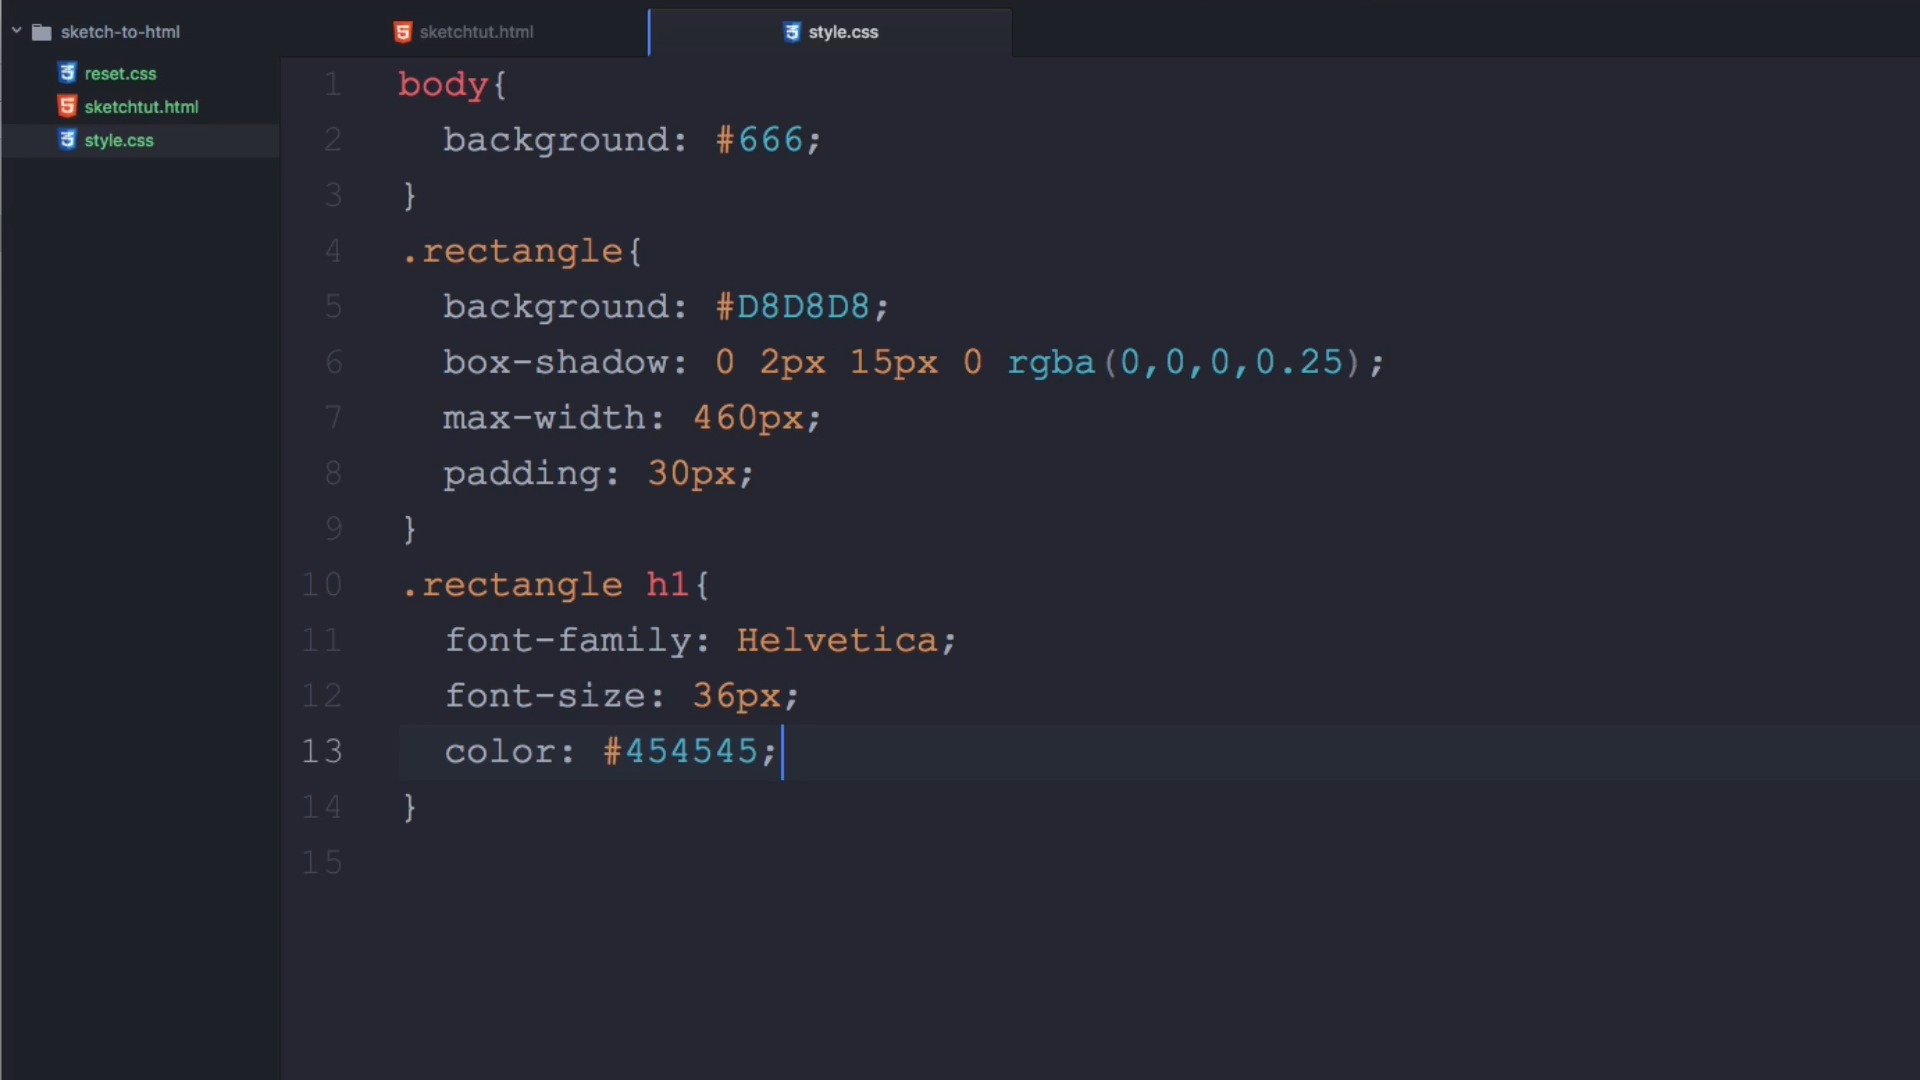 sketch-to-html
reset.css
sketchtut.html
style.css
sketchtut.html
style.css
1 body{
2 background: #666;
3 }
4 .rectangle{
5 background: #D8D8D8;
6 box-shadow: 0 2px 15px 0 rgba(0,0,0,0.25);
7 max-width: 460px;
8 padding: 30px;
9 }
10 .rectangle h1{
11 font-family: Helvetica;
12 font-size: 36px;
13 color: #454545;
14 }
15